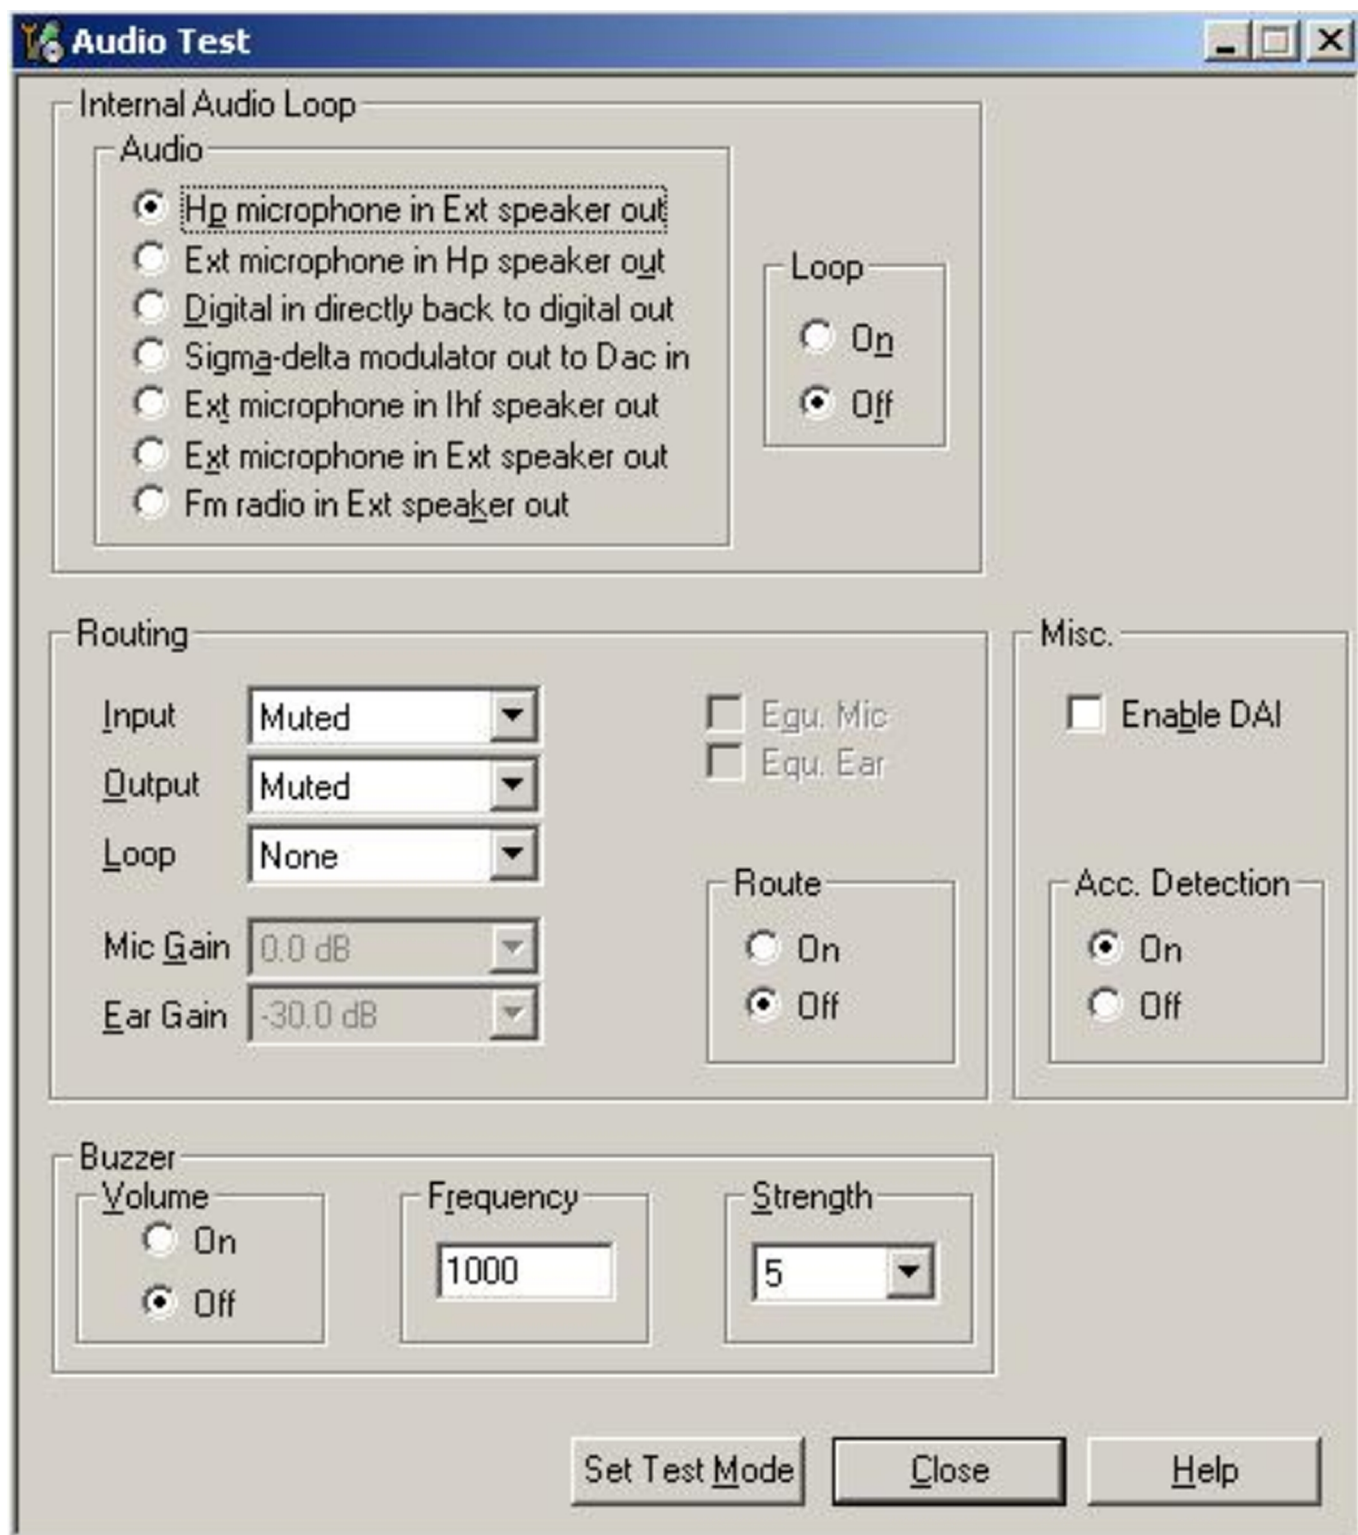 Audio Test
Internal Audio Loop
Audio
Hp microphone in Ext speaker out
Ext microphone in Hp speaker out
Digital in directly back to digital out
Sigma-delta modulator out to Dac in
Ext microphone in Ihf speaker out
Ext microphone in Ext speaker out
Fm radio in Ext speaker out
Loop
On
Off
Routing
Input Muted
Output Muted
Loop None
Mic Gain 0.0 dB
Ear Gain -30.0 dB
Equ. Mic
Equ. Ear
Route
On
Off
Misc.
Enable DAI
Acc. Detection
On
Off
Buzzer
Volume
On
Off
Frequency
1000
Strength
5
Set Test Mode Close Help